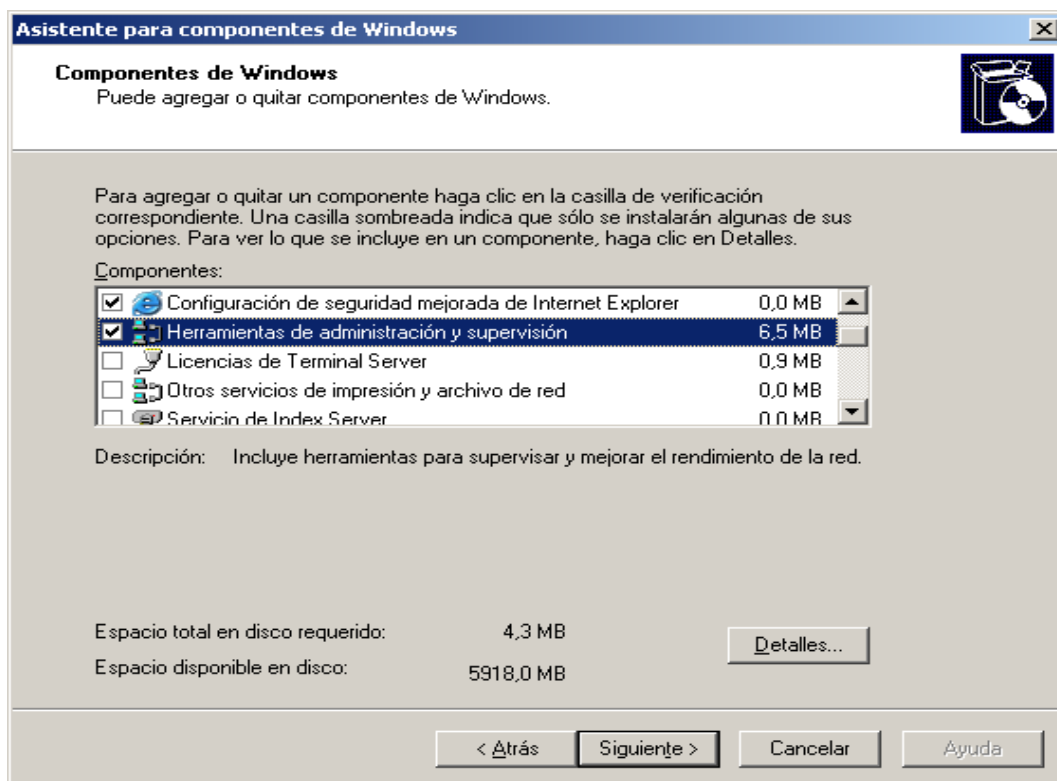 Asistente para componentes de Windows
Componentes de Windows
Puede agregar o quitar componentes de Windows.
Para agregar o quitar un componente haga clic en la casilla de verificación
correspondiente. Una casilla sombreada indica que sólo se instalarán algunas de sus
opciones. Para ver lo que se incluye en un componente, haga clic en Detalles.
Componentes:
Configuración de seguridad mejorada de Internet Explorer 0,0 MB
Herramientas de administración y supervisión 6,5 MB
Licencias de Terminal Server 0,9 MB
Otros servicios de impresión y archivo de red 0,0 MB
Servicio de Index Server 0,0 MB
Descripción: Incluye herramientas para supervisar y mejorar el rendimiento de la red.
Espacio total en disco requerido: 4,3 MB
Detalles...
Espacio disponible en disco: 5918,0 MB
< Atrás Siguiente > Cancelar Ayuda